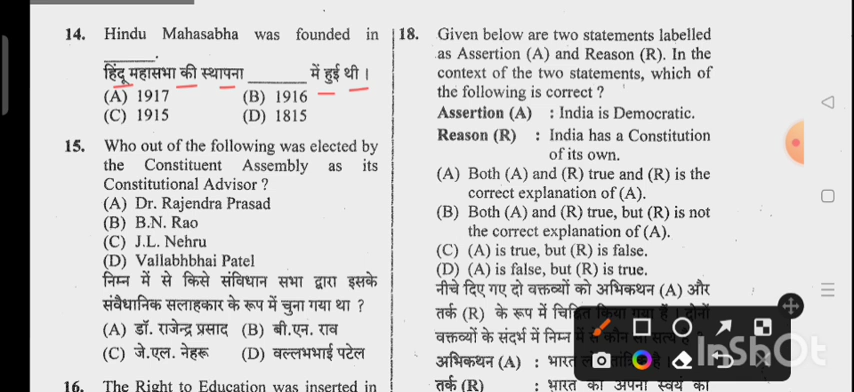 14. Hindu Mahasabha was founded in
______.
हिंदू महासभा की स्थापना ______ में हुई थी ।
(A) 1917 (B) 1916
(C) 1915 (D) 1815
15. Who out of the following was elected by
the Constituent Assembly as its
Constitutional Advisor ?
(A) Dr. Rajendra Prasad
(B) B.N. Rao
(C) J.L. Nehru
(D) Vallabhbhai Patel
निम्न में से किसे संविधान सभा द्वारा इसके
संवैधानिक सलाहकार के रूप में चुना गया था ?
(A) डॉ. राजेन्द्र प्रसाद (B) बी.एन. राव
(C) जे.एल. नेहरू (D) वल्लभभाई पटेल
16. The Right to Education was inserted in
18. Given below are two statements labelled
as Assertion (A) and Reason (R). In the
context of the two statements, which of
the following is correct ?
Assertion (A) : India is Democratic.
Reason (R) : India has a Constitution
of its own.
(A) Both (A) and (R) true and (R) is the
correct explanation of (A).
(B) Both (A) and (R) true, but (R) is not
the correct explanation of (A).
(C) (A) is true, but (R) is false.
(D) (A) is false, but (R) is true.
नीचे दिए गए दो वक्तव्यों को अभिकथन (A) और
तर्क (R) के रूप में चिह्नित किया गया है । दोनों
वक्तव्यों के संदर्भ में निम्न में
अभिकथन (A) : भारत
तर्क (R) : भारत का अपना स्वयं का
InShOt